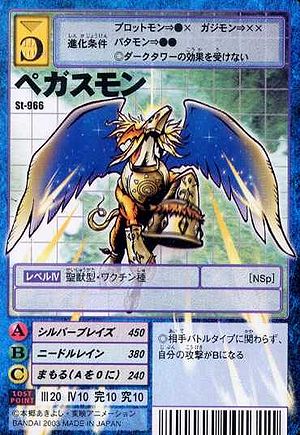 プロットモン⇒●× ガジモン⇒××
進化条件
パタモン⇒●●
◎ダークタワーの効果を受けない
ペガスモン
St-966
レベルⅣ 聖獣型・ワクチン種 [NSp]
A シルバーブレイズ 450
B ニードルレイン 380
C まもる(Aを0に) 240
◎相手バトルタイプに関わらず、
自分の攻撃がBになる
LOST POINT Ⅲ20 Ⅳ10 完10 究10
©本郷あきよし・東映アニメーション
BANDAI 2003 MADE IN JAPAN